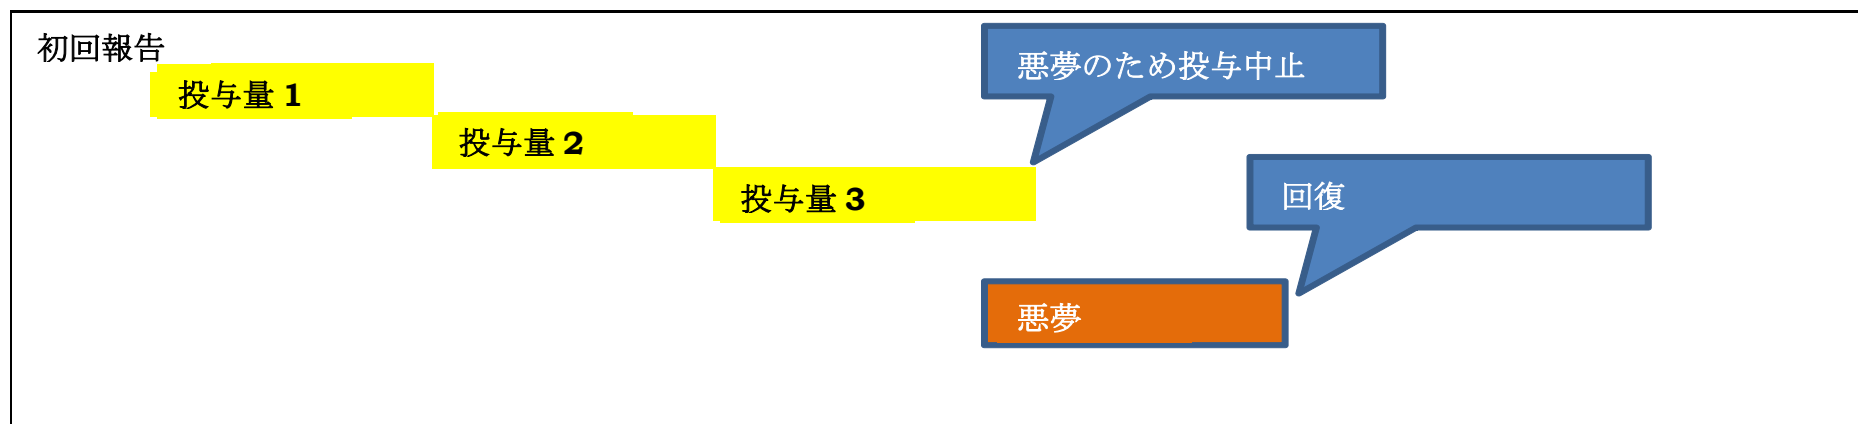 初回報告
投与量 1
悪夢のため投与中止
投与量 2
投与量 3
回復
悪夢